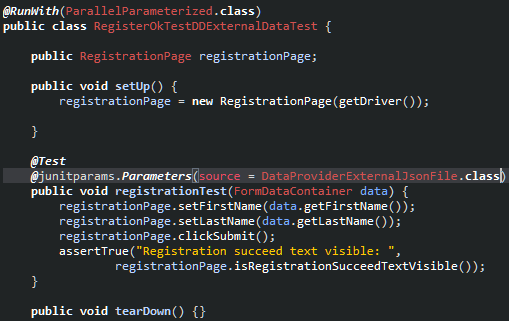 @RunWith(ParallelParameterized.class)
public class RegisterOkTestDDExternalDataTest {
public RegistrationPage registrationPage;
public void setUp() {
registrationPage = new RegistrationPage(getDriver());
}
@Test
@junitparams.Parameters(source = DataProviderExternalJsonFile.class)
public void registrationTest(FormDataContainer data) {
registrationPage.setFirstName(data.getFirstName());
registrationPage.setLastName(data.getLastName());
registrationPage.clickSubmit();
assertTrue("Registration succeed text visible: ",
registrationPage.isRegistrationSucceedTextVisible());
}
public void tearDown() {}